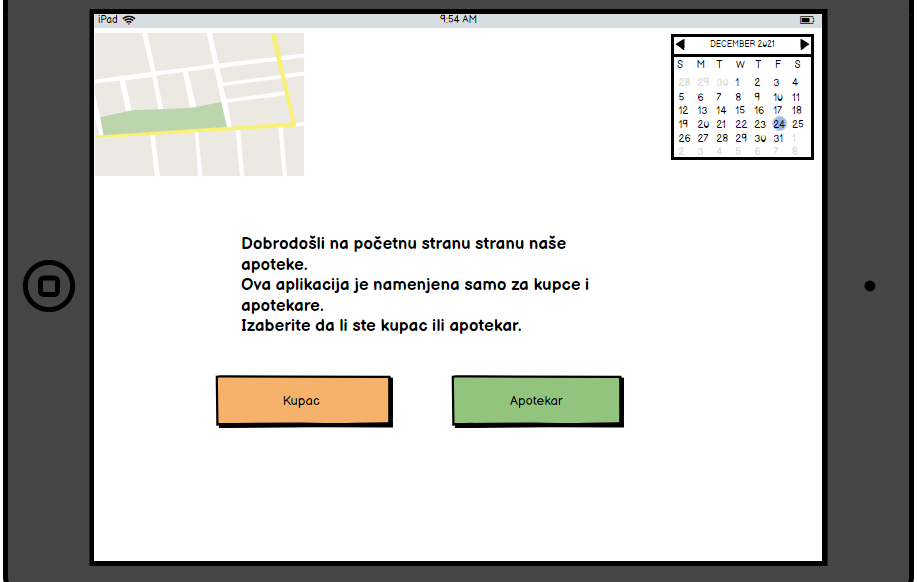 iPad 9:54 AM
DECEMBER 2021
S M T W T F S
28 29 30 1 2 3 4
5 6 7 8 9 10 11
12 13 14 15 16 17 18
19 20 21 22 23 24 25
26 27 28 29 30 31 1
2 3 4 5 6 7 8
Dobrodošli na početnu stranu stranu naše
apoteke.
Ova aplikacija je namenjena samo za kupce i
apotekare.
Izaberite da li ste kupac ili apotekar.
Kupac
Apotekar